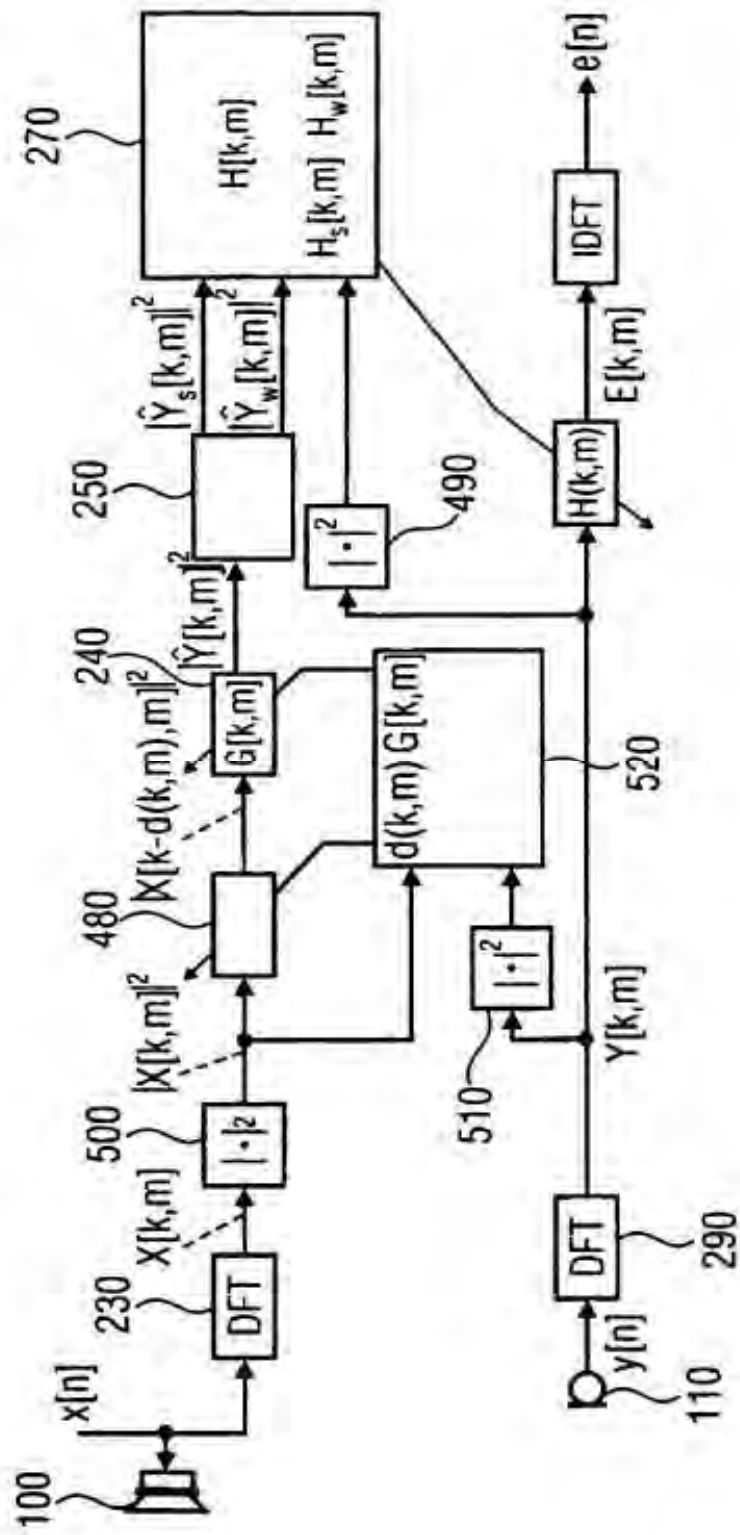 100
x[n]
230
DFT
X[k,m]
500
|•|²
|X[k,m]|²
480
|X[k-d(k,m),m]|²
240
G[k,m]
|Ŷ[k,m]|²
250
|Ŷ_s[k,m]|²
|Ŷ_w[k,m]|²
270
H[k,m]
H_s[k,m] H_w[k,m]
|•|²
490
d(k,m) G[k,m]
520
|•|²
510
110
y[n]
DFT
290
Y[k,m]
H(k,m)
E[k,m]
IDFT
e[n]